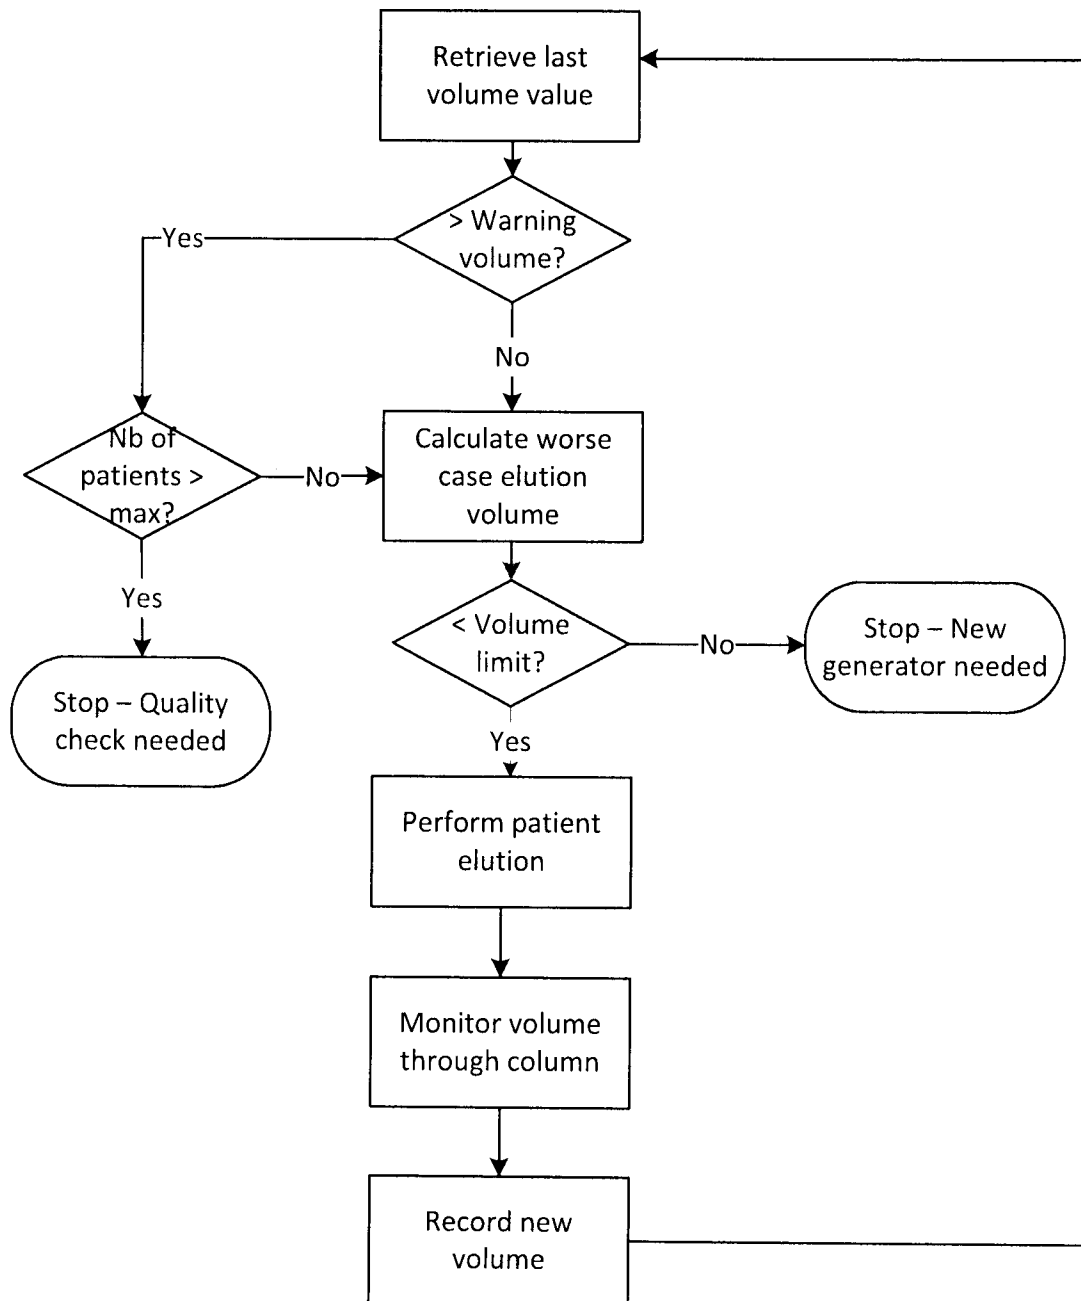 Retrieve last
volume value
> Warning
volume?
Yes
No
Nb of
patients >
max?
No
Calculate worse
case elution
volume
Yes
< Volume
limit?
No
Stop – New
generator needed
Stop – Quality
check needed
Yes
Perform patient
elution
Monitor volume
through column
Record new
volume